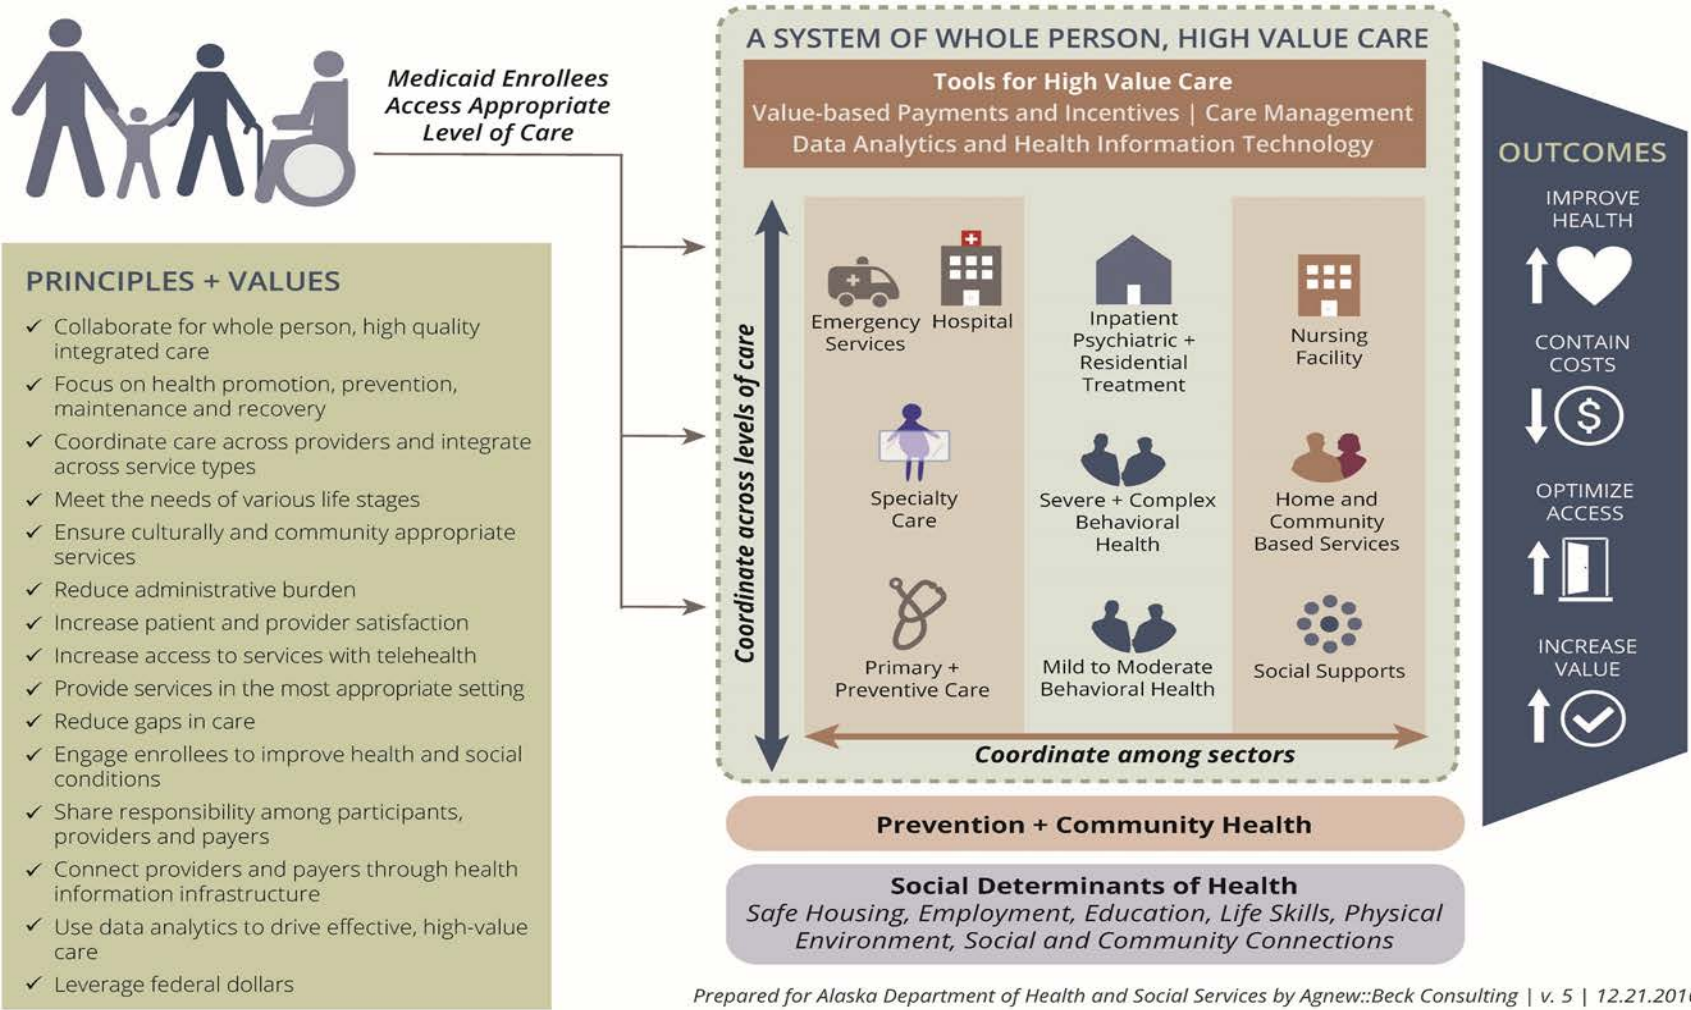 Medicaid Enrollees
Access Appropriate
Level of Care
PRINCIPLES + VALUES
✓ Collaborate for whole person, high quality
integrated care
✓ Focus on health promotion, prevention,
maintenance and recovery
✓ Coordinate care across providers and integrate
across service types
✓ Meet the needs of various life stages
✓ Ensure culturally and community appropriate
services
✓ Reduce administrative burden
✓ Increase patient and provider satisfaction
✓ Increase access to services with telehealth
✓ Provide services in the most appropriate setting
✓ Reduce gaps in care
✓ Engage enrollees to improve health and social
conditions
✓ Share responsibility among participants,
providers and payers
✓ Connect providers and payers through health
information infrastructure
✓ Use data analytics to drive effective, high-value
care
✓ Leverage federal dollars
A SYSTEM OF WHOLE PERSON, HIGH VALUE CARE
Tools for High Value Care
Value-based Payments and Incentives | Care Management
Data Analytics and Health Information Technology
Coordinate across levels of care
Emergency
Services
Hospital
Inpatient
Psychiatric +
Residential
Treatment
Nursing
Facility
Specialty
Care
Severe + Complex
Behavioral
Health
Home and
Community
Based Services
Primary +
Preventive Care
Mild to Moderate
Behavioral Health
Social Supports
Coordinate among sectors
Prevention + Community Health
Social Determinants of Health
Safe Housing, Employment, Education, Life Skills, Physical
Environment, Social and Community Connections
OUTCOMES
IMPROVE
HEALTH
CONTAIN
COSTS
$
OPTIMIZE
ACCESS
INCREASE
VALUE
Prepared for Alaska Department of Health and Social Services by Agnew::Beck Consulting | v. 5 | 12.21.201